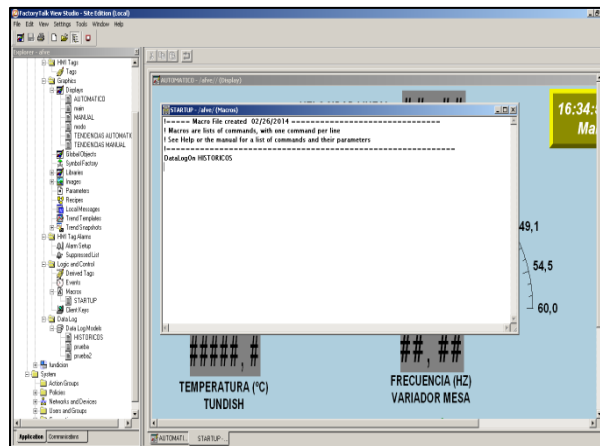 FactoryTalk View Studio - Site Edition (Local)
File Edit View Settings Tools Window Help
Explorer - /afve/
HMI Tags
Tags
Graphics
Displays
AUTOMATICO
main
MANUAL
modo
TENDENCIAS AUTOMATIC
TENDENCIAS MANUAL
Global Objects
Symbol Factory
Libraries
Images
Parameters
Recipes
Local Messages
Trend Templates
Trend Snapshots
HMI Tag Alarms
Alarm Setup
Suppressed List
Logic and Control
Derived Tags
Events
Macros
STARTUP
Client Keys
Data Log
Data Log Models
HISTORICOS
prueba
prueba2
fundicion
System
Action Groups
Policies
Networks and Devices
Users and Groups
Application Communications
AUTOMATICO - /afve// (Display)
16:34:
Ma
STARTUP - /afve/ (Macros)
!----- Macro File created 02/26/2014 -----------------------------------
! Macros are lists of commands, with one command per line
! See Help or the manual for a list of commands and their parameters
!-----------------------------------------------------------------------
DataLogOn HISTORICOS
49,1
54,5
60,0
#####,#
##,##
TEMPERATURA (ºC)
TUNDISH
FRECUENCIA (HZ)
VARIADOR MESA
AUTOMATI... STARTUP -...